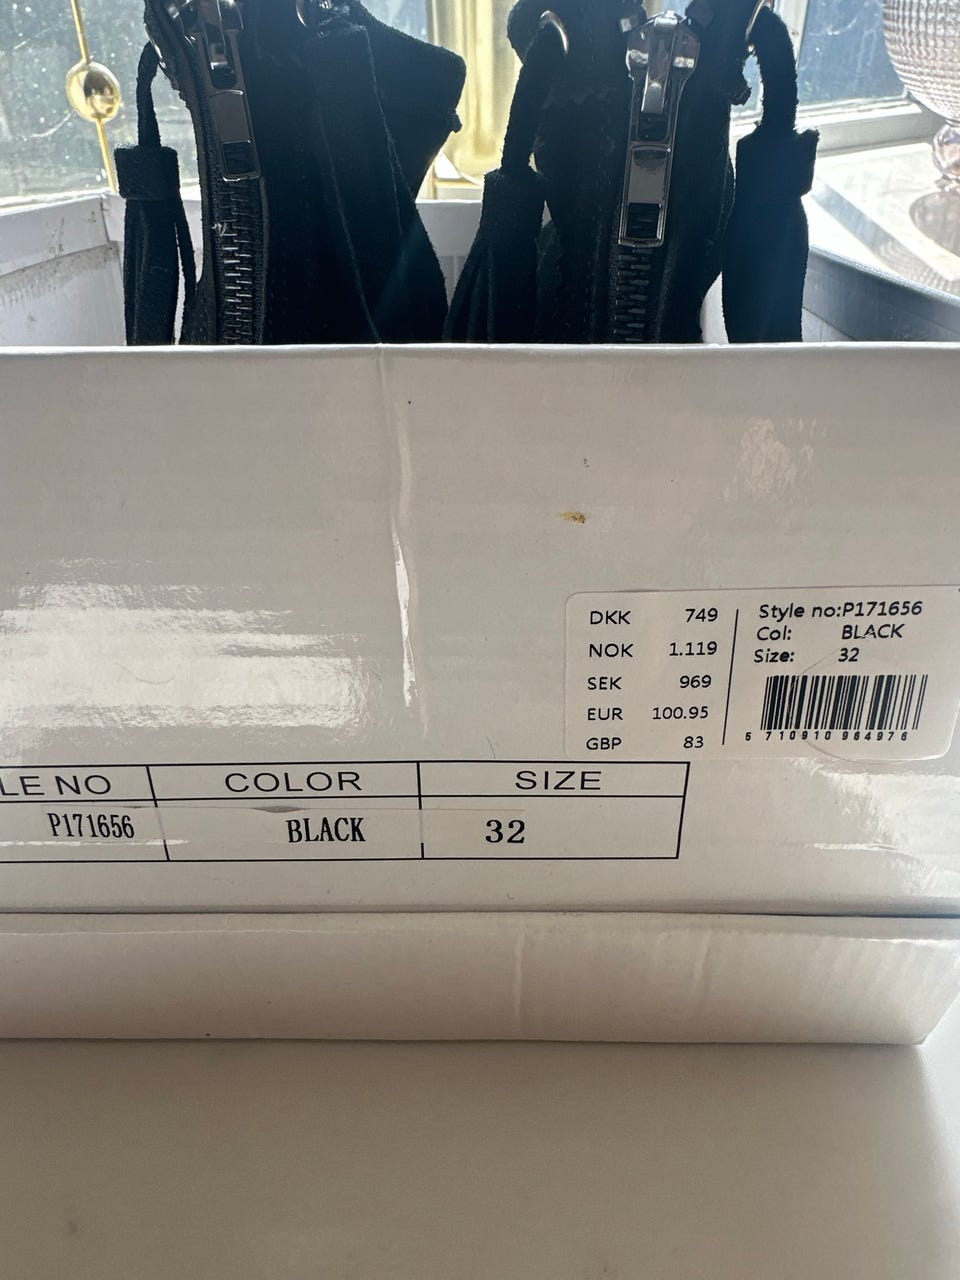 DKK 749
NOK 1.119
SEK 969
EUR 100.95
GBP 83
Style no:P171656
Col: BLACK
Size: 32
5 710910 964976
LE NO COLOR SIZE
P171656 BLACK 32